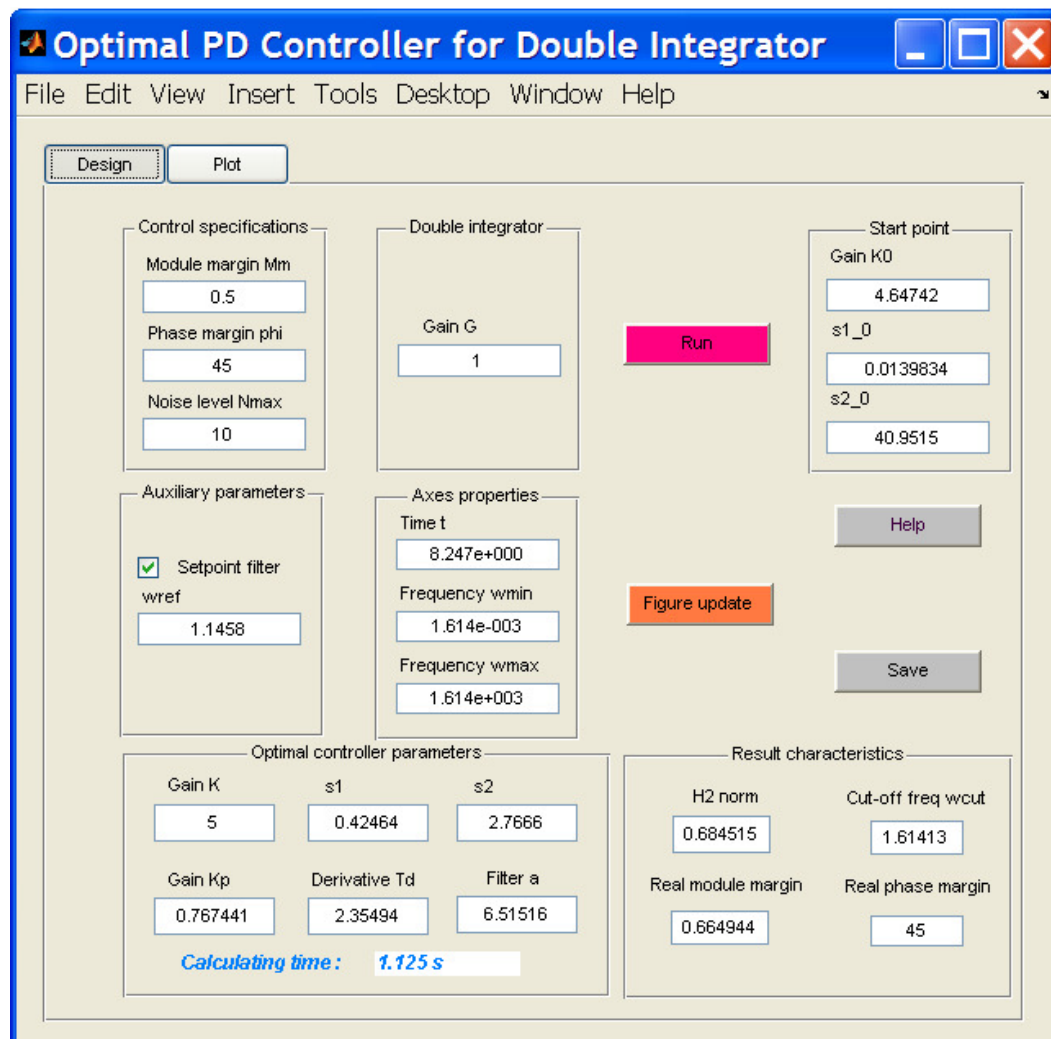 Optimal PD Controller for Double Integrator
File Edit View Insert Tools Desktop Window Help
Design Plot
Control specifications
Module margin Mm
0.5
Phase margin phi
45
Noise level Nmax
10
Double integrator
Gain G
1
Run
Start point
Gain K0
4.64742
s1_0
0.0139834
s2_0
40.9515
Auxiliary parameters
Setpoint filter
wref
1.1458
Axes properties
Time t
8.247e+000
Frequency wmin
1.614e-003
Frequency wmax
1.614e+003
Help
Figure update
Save
Optimal controller parameters
Gain K s1 s2
5 0.42464 2.7666
Gain Kp Derivative Td Filter a
0.767441 2.35494 6.51516
Calculating time : 1.125 s
Result characteristics
H2 norm Cut-off freq wcut
0.684515 1.61413
Real module margin Real phase margin
0.664944 45